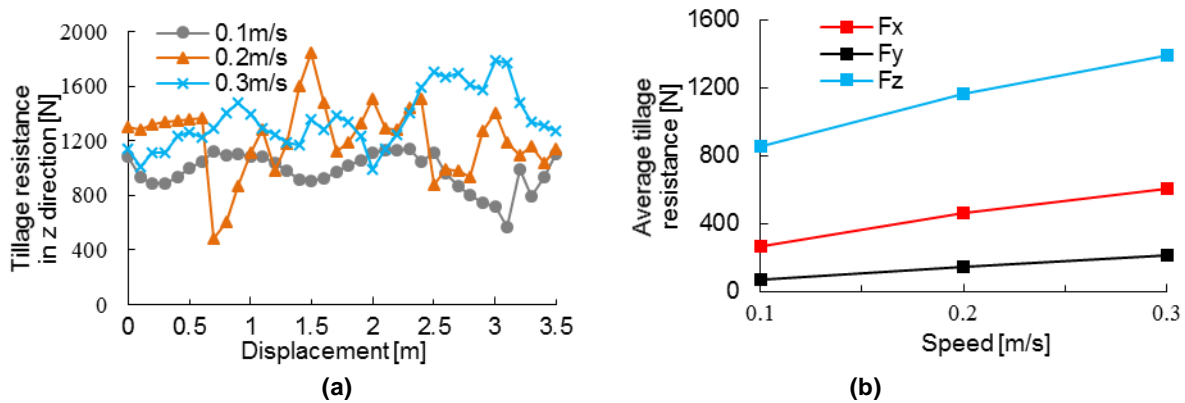 2000
1600
1200
800
400
0
Tillage resistance
in z direction [N]
0.1m/s
0.2m/s
0.3m/s
0 0.5 1 1.5 2 2.5 3 3.5
Displacement [m]
(a)
1600
1200
800
400
0
Average tillage
resistance [N]
Fx
Fy
Fz
0.1 0.2 0.3
Speed [m/s]
(b)